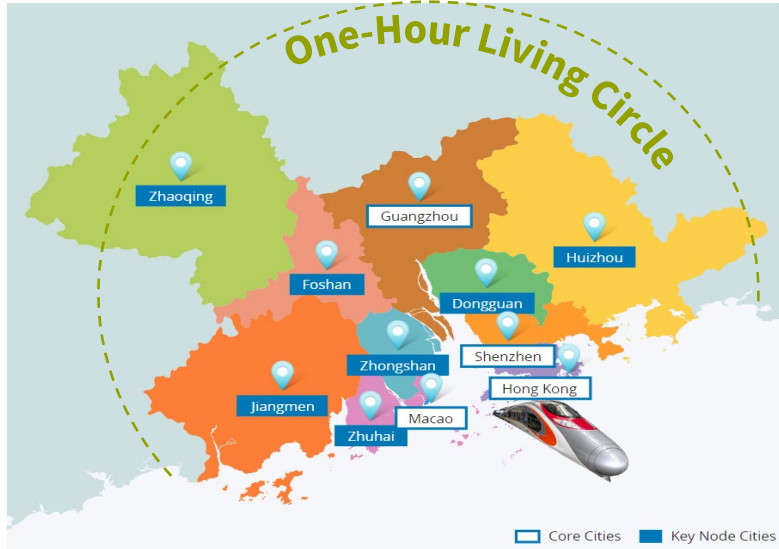 One-Hour Living Circle
Zhaoqing
Guangzhou
Huizhou
Foshan
Dongguan
Shenzhen
Zhongshan
Hong Kong
Jiangmen
Macao
Zhuhai
Core Cities
Key Node Cities